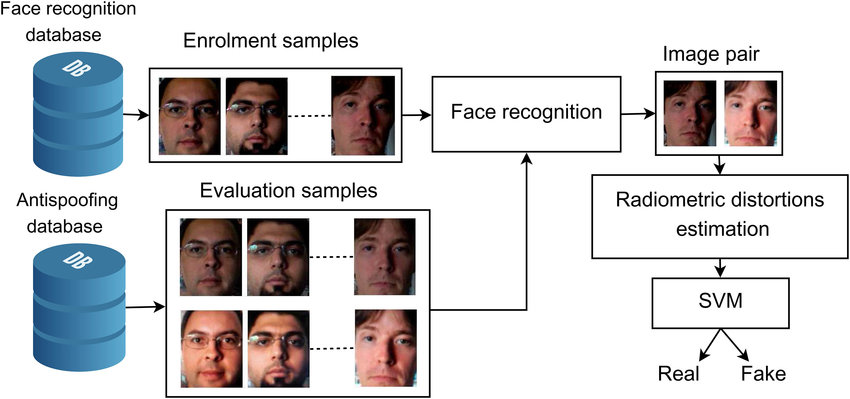 Face recognition
database
DB
Enrolment samples
Face recognition
Image pair
Antispoofing
database
DB
Evaluation samples
Radiometric distortions
estimation
SVM
Real
Fake